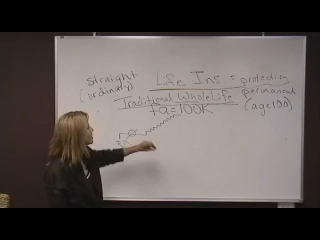 straight
(ordinary)
Life Ins = protection
permanent
Traditional Whole Life
(age 100)
Fa = 100K